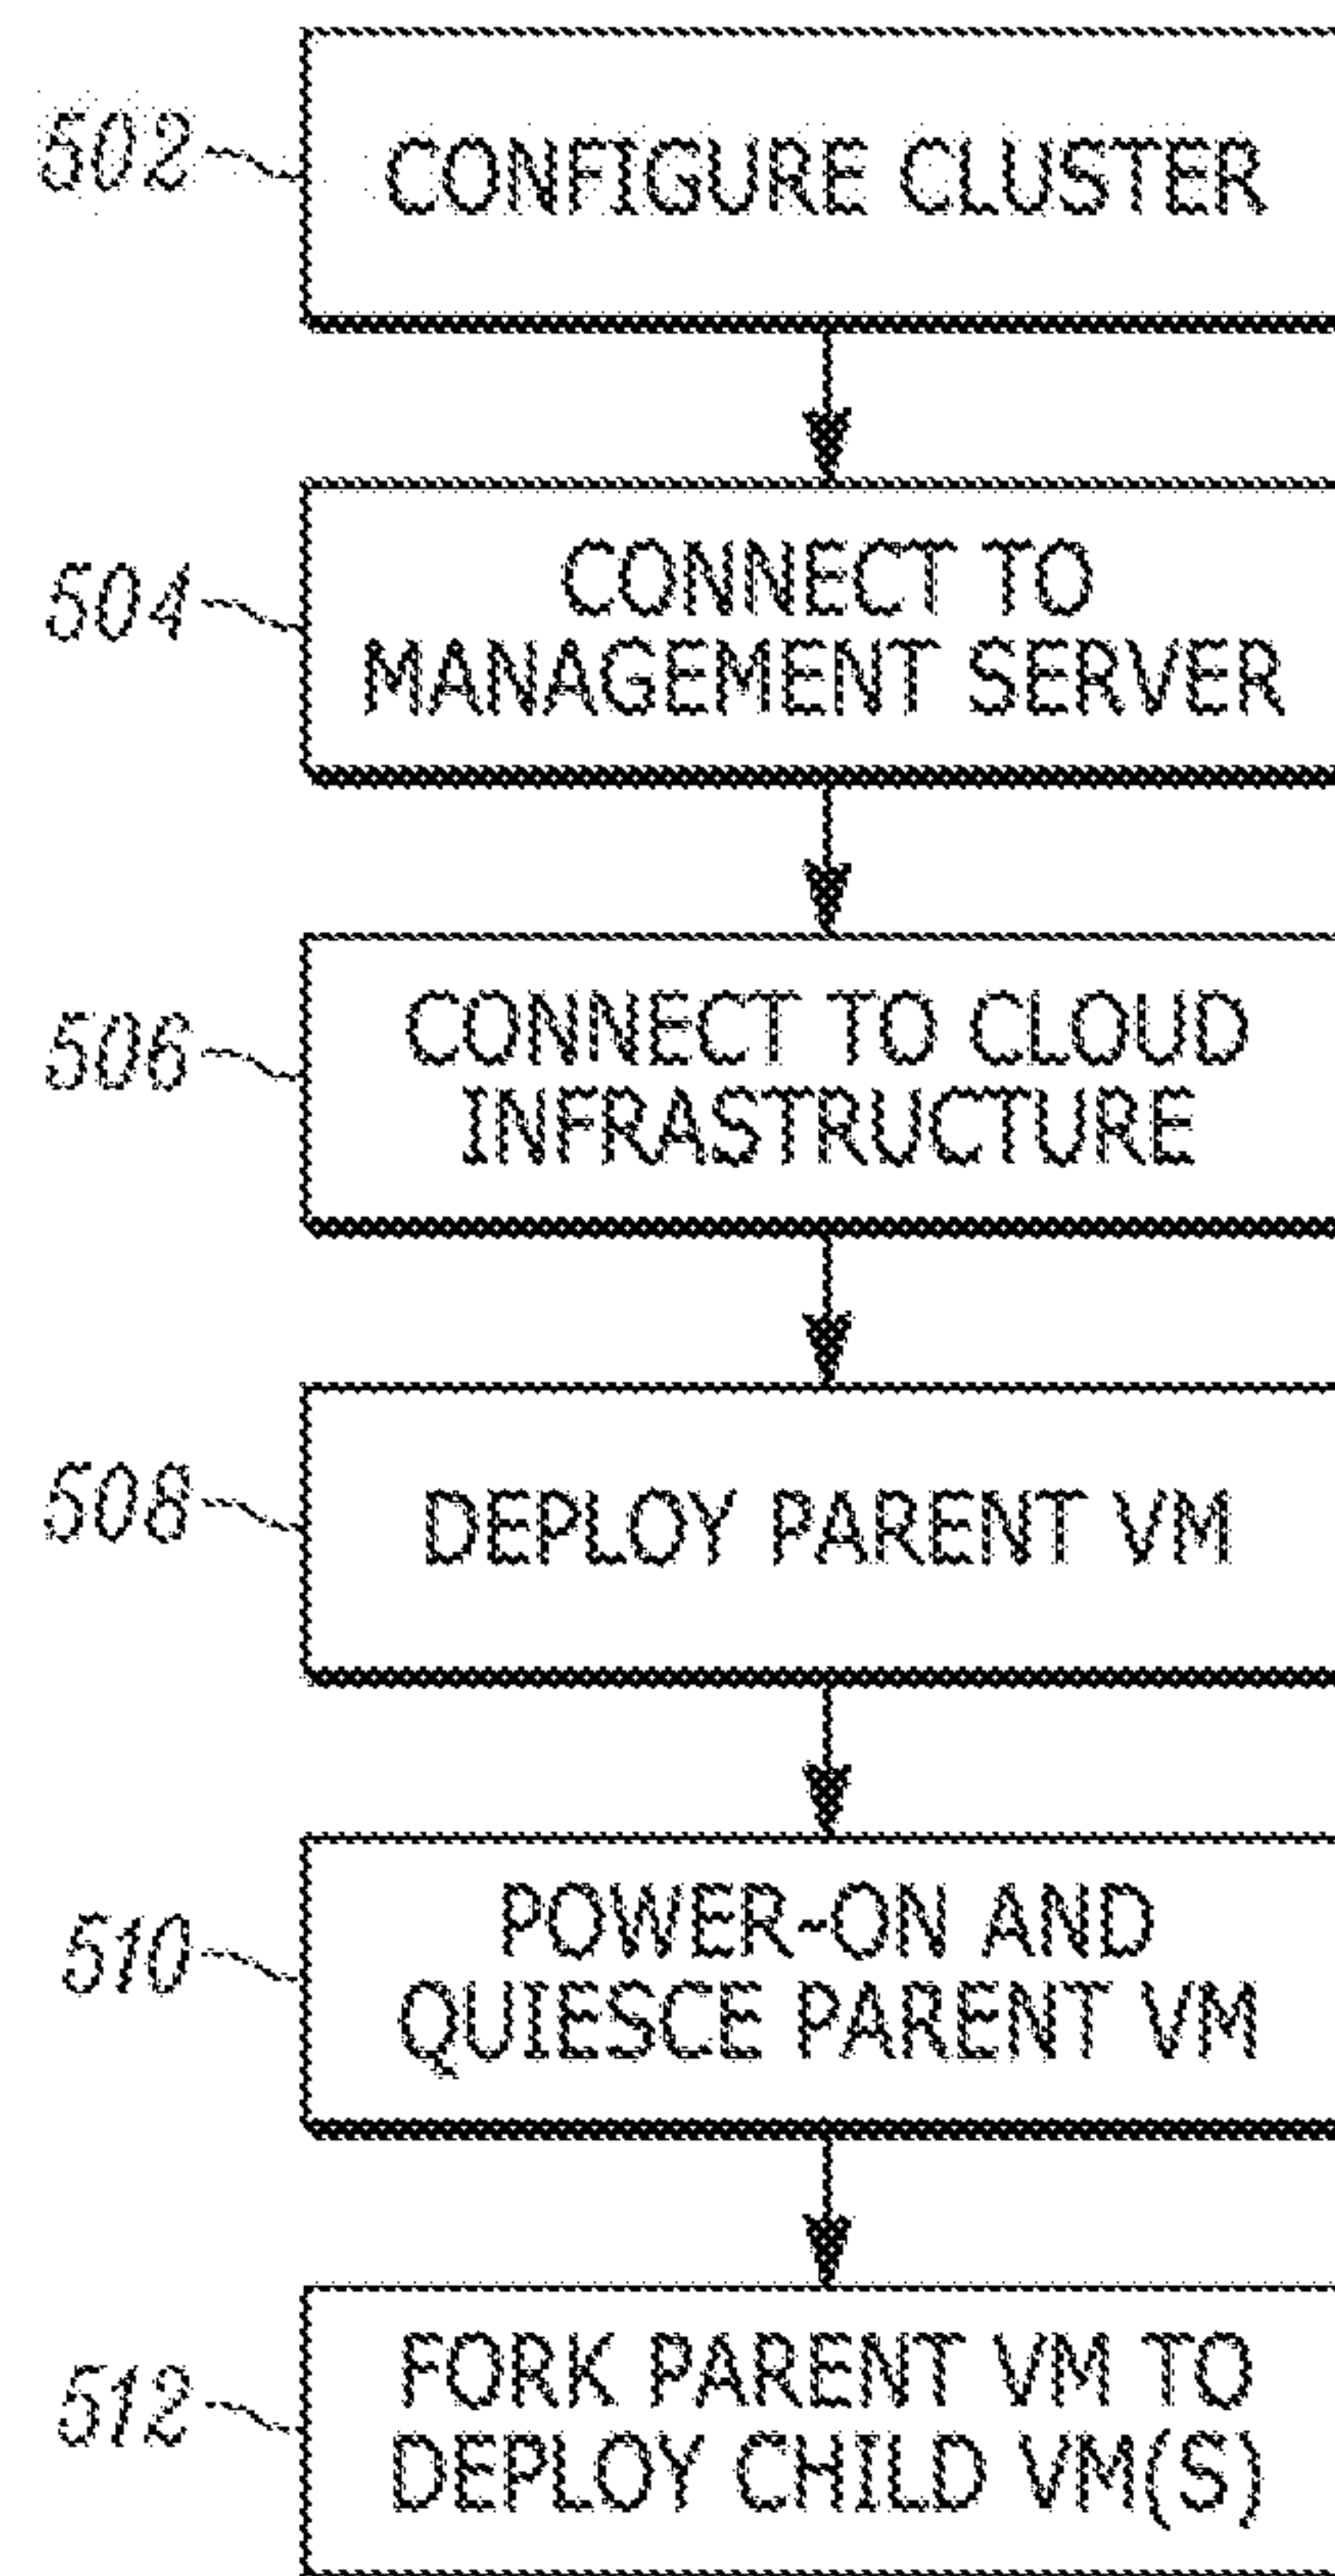 502
CONFIGURE CLUSTER
504
CONNECT TO
MANAGEMENT SERVER
506
CONNECT TO CLOUD
INFRASTRUCTURE
508
DEPLOY PARENT VM
510
POWER-ON AND
QUIESCE PARENT VM
512
FORK PARENT VM TO
DEPLOY CHILD VM(S)